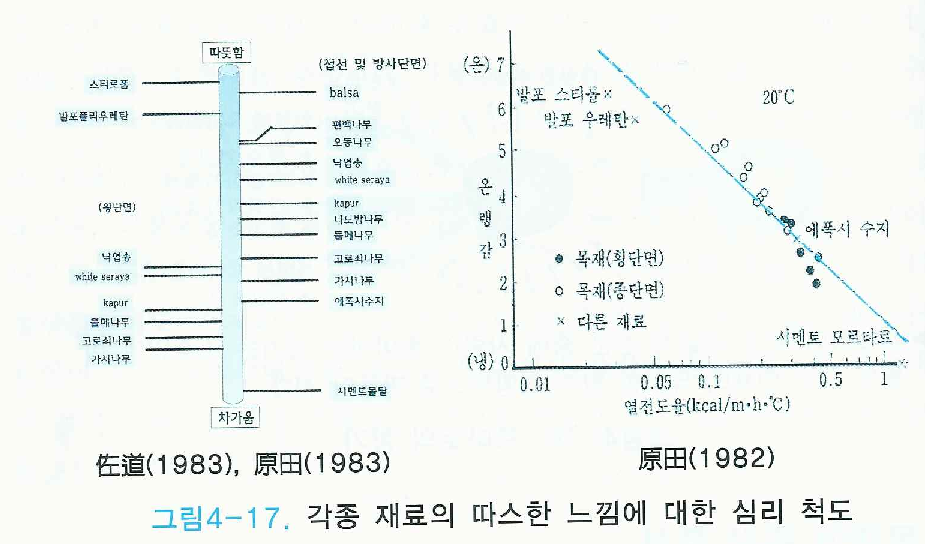 따뜻함
(접선 및 방사단면)
스티로폼
balsa
발포폴리우레탄
편백나무
오동나무
낙엽송
white seraya
(횡단면)
kapur
너도밤나무
들메나무
낙엽송
고로쇠나무
white seraya
가시나무
kapur
에폭시수지
들메나무
고로쇠나무
가시나무
시멘트몰탈
차가움
佐道(1983), 原田(1983)
(온) 7
발포 스티롤×
20°C
6
발포 우레탄×
5
온랭감
4
에폭시 수지
3
목재(횡단면)
2
목재(종단면)
× 다른 재료
1
시멘트 모르타르
(냉) 0
0.01 0.05 0.1 0.5 1
열전도율(kcal/m·h·°C)
原田(1982)
그림4-17. 각종 재료의 따스한 느낌에 대한 심리 척도